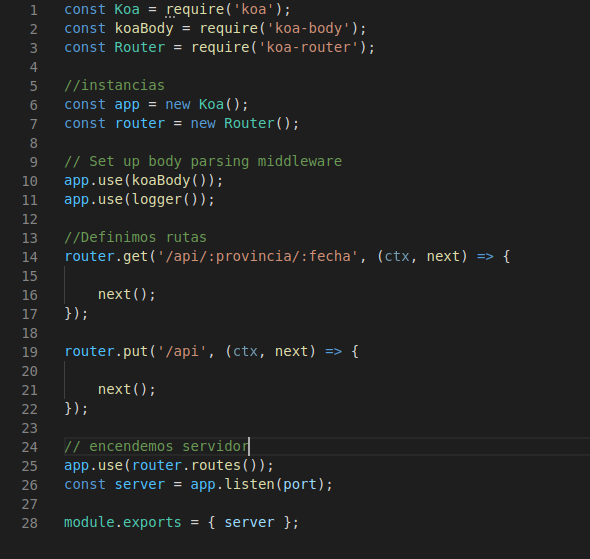 1 const Koa = require('koa');
2 const koaBody = require('koa-body');
3 const Router = require('koa-router');
4
5 //instancias
6 const app = new Koa();
7 const router = new Router();
8
9 // Set up body parsing middleware
10 app.use(koaBody());
11 app.use(logger());
12
13 //Definimos rutas
14 router.get('/api/:provincia/:fecha', (ctx, next) => {
15
16     next();
17 });
18
19 router.put('/api', (ctx, next) => {
20
21     next();
22 });
23
24 // encendemos servidor
25 app.use(router.routes());
26 const server = app.listen(port);
27
28 module.exports = { server };